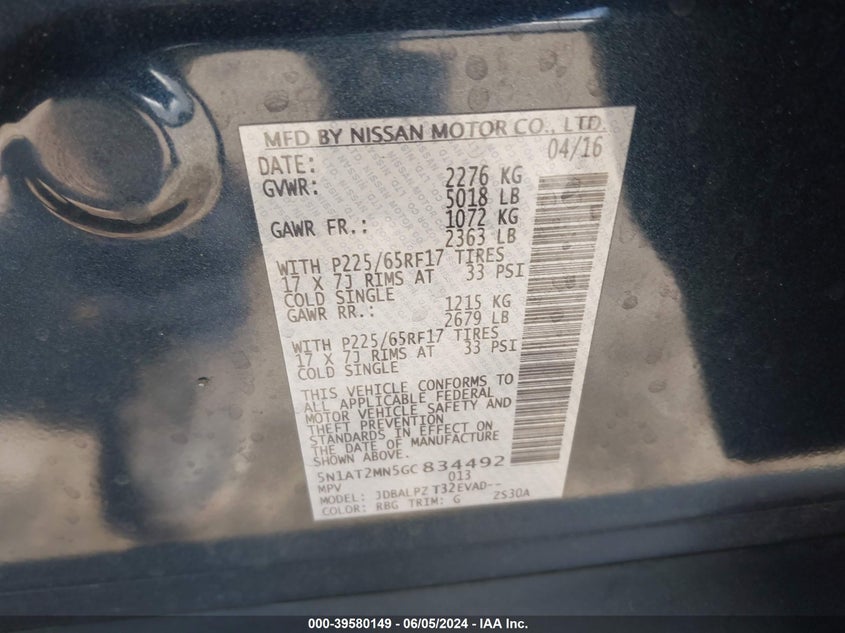 MFD BY NISSAN MOTOR CO., LTD.
DATE: 04/16
GVWR: 2276 KG
5018 LB
GAWR FR.: 1072 KG
2363 LB
WITH P225/65RF17 TIRES
17 X 7J RIMS AT 33 PSI
COLD SINGLE
GAWR RR.: 1215 KG
2679 LB
WITH P225/65RF17 TIRES
17 X 7J RIMS AT 33 PSI
COLD SINGLE
THIS VEHICLE CONFORMS TO
ALL APPLICABLE FEDERAL
MOTOR VEHICLE SAFETY AND
THEFT PREVENTION
STANDARDS IN EFFECT ON
THE DATE OF MANUFACTURE
SHOWN ABOVE.
5N1AT2MN5GC834492
MPV 013
MODEL: JDBALPZ T32EVAD--
COLOR: RBG TRIM: G ZS30A
000-39580149 - 06/05/2024 - IAA Inc.